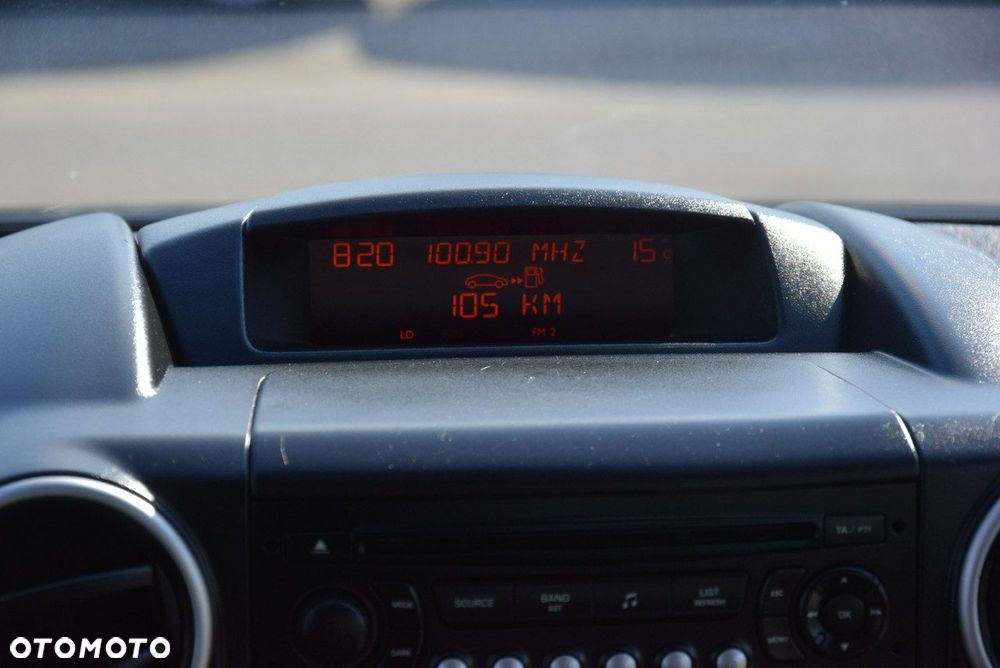 8:20 100.90 MHZ 15°C
105 KM
LD FM 2
TA / PTY
SOURCE BAND AST LIST REFRESH ESC OK
MODE DARK MENU
OTOMOTO